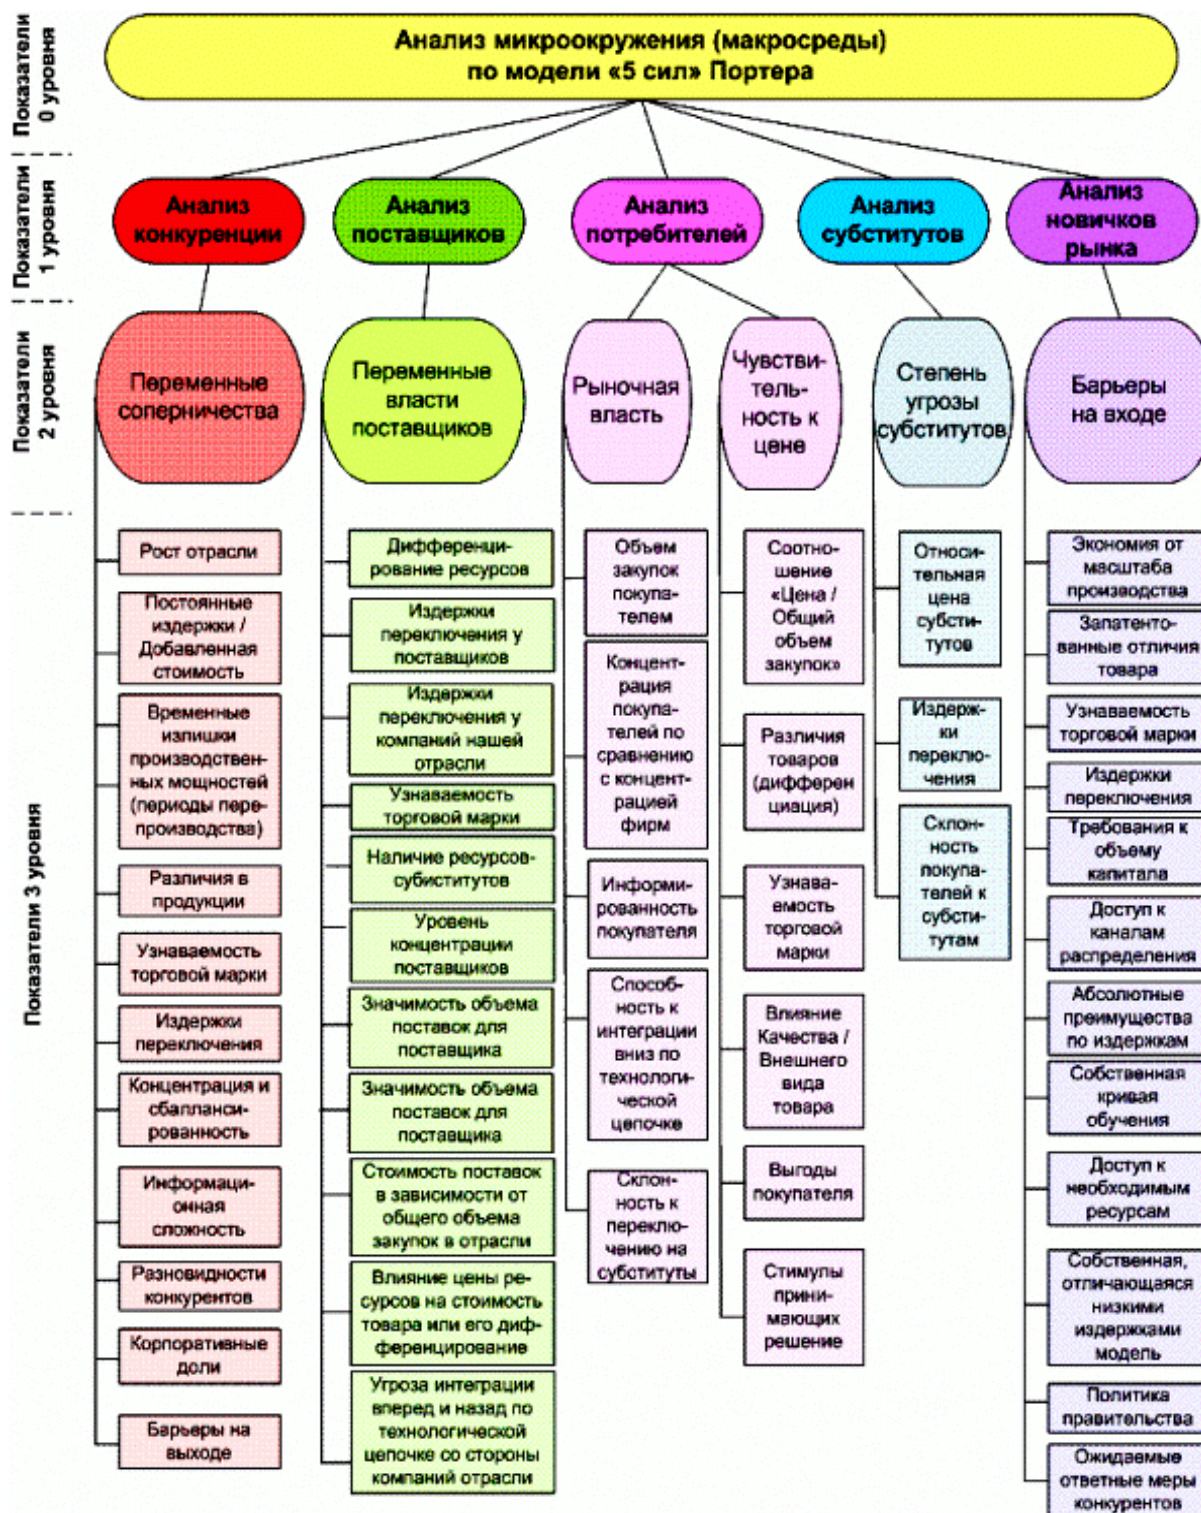 Показатели
0 уровня
Анализ микроокружения (макросреды)
по модели «5 сил» Портера
Показатели
1 уровня
Анализ
конкуренции
Анализ
поставщиков
Анализ
потребителей
Анализ
субститутов
Анализ
новичков
рынка
Показатели
2 уровня
Переменные
соперничества
Переменные
власти
поставщиков
Рыночная
власть
Чувстви-
тель-
ность к
цене
Степень
угрозы
субститутов
Барьеры
на входе
Показатели 3 уровня
Рост отрасли
Постоянные
издержки /
Добавленная
стоимость
Временные
излишки
производствен-
ных мощностей
(периоды пере-
производства)
Различия в
продукции
Узнаваемость
торговой марки
Издержки
переключения
Концентрация и
сбалланси-
рованность
Информаци-
онная
сложность
Разновидности
конкурентов
Корпоративные
доли
Барьеры на
выходе
Дифференци-
рование ресурсов
Издержки
переключения у
поставщиков
Издержки
переключения у
компаний нашей
отрасли
Узнаваемость
торговой марки
Наличие ресурсов-
субиститутов
Уровень
концентрации
поставщиков
Значимость объема
поставок для
поставщика
Значимость объема
поставок для
поставщика
Стоимость поставок
в зависимости от
общего объема
закупок в отрасли
Влияние цены ре-
сурсов на стоимость
товара или его диф-
ференцирование
Угроза интеграции
вперед и назад по
технологической
цепочке со стороны
компаний отрасли
Объем
закупок
покупа-
телем
Концент-
рация
покупа-
телей по
сравнению
с концент-
рацией
фирм
Информи-
рованность
покупателя
Способ-
ность к
интеграции
вниз по
техноло-
ги-
ческой
цепочке
Склон-
ность к
переклю-
чению на
субституты
Соотно-
шение
«Цена /
Общий
объем
закупок»
Различия
товаров
(дифферен
циация)
Узнава-
емость
торговой
марки
Влияние
Качества /
Внешнего
вида
товара
Выгоды
покупателя
Стимулы
прини-
мающих
решение
Относи-
тельная
цена
субсти-
тутов
Издерж-
ки
переклю-
чения
Склон-
ность
покупа-
телей к
субсти-
тутам
Экономия от
масштаба
производства
Запатенто-
ванные отличия
товара
Узнаваемость
торговой марки
Издержки
переключения
Требования к
объему
капитала
Доступ к
каналам
распределения
Абсолютные
преимущества
по издержкам
Собственная
кривая
обучения
Доступ к
необходимым
ресурсам
Собственная,
отличающаяся
низкими
издержками
модель
Политика
правительства
Ожидаемые
ответные меры
конкурентов